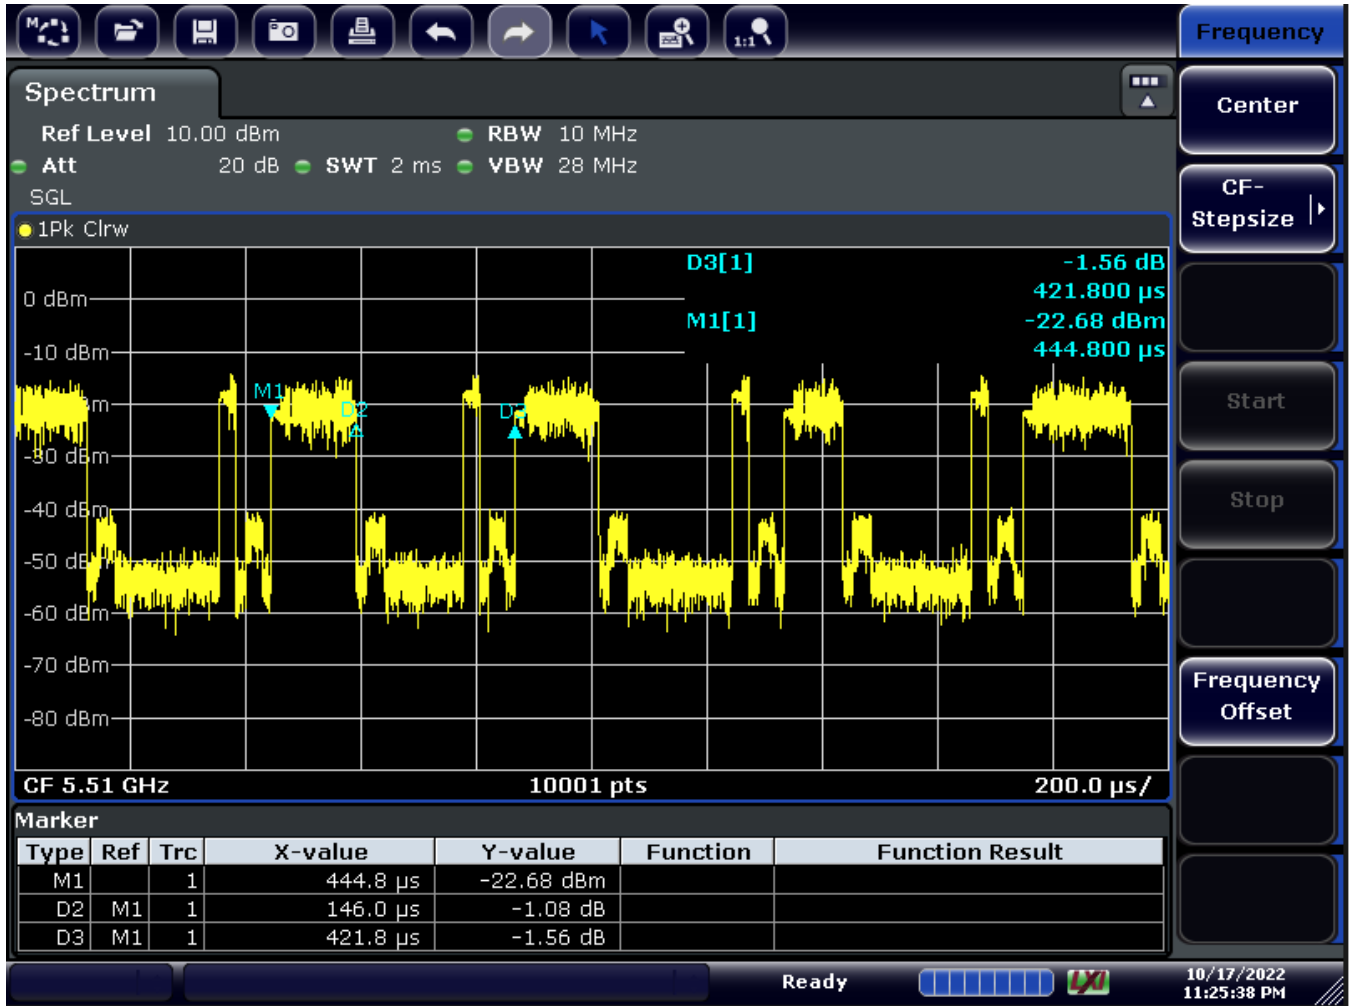 Frequency
1:1
Spectrum
Center
Ref Level 10.00 dBm RBW 10 MHz
Att 20 dB SWT 2 ms VBW 28 MHz
SGL
CF-
Stepsize
1Pk Clrw
D3[1] -1.56 dB
421.800 µs
M1[1] -22.68 dBm
444.800 µs
0 dBm
-10 dBm
M1
D2
-30 dBm
-40 dBm
-50 dBm
-60 dBm
-70 dBm
-80 dBm
Start
Stop
Frequency
Offset
CF 5.51 GHz 10001 pts 200.0 µs/
Marker
Type Ref Trc X-value Y-value Function Function Result
M1 1 444.8 µs -22.68 dBm
D2 M1 1 146.0 µs -1.08 dB
D3 M1 1 421.8 µs -1.56 dB
Ready LXI 10/17/2022
11:25:38 PM